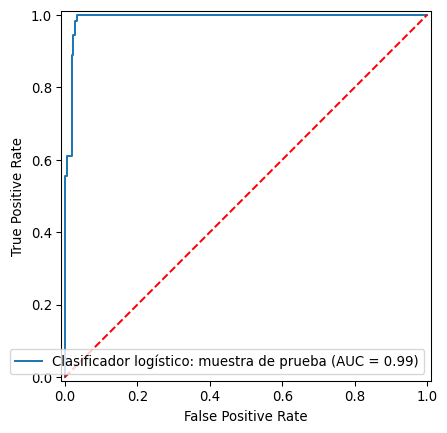 1.0
0.8
0.6
0.4
0.2
0.0
True Positive Rate
Clasificador logístico: muestra de prueba (AUC = 0.99)
0.0 0.2 0.4 0.6 0.8 1.0
False Positive Rate